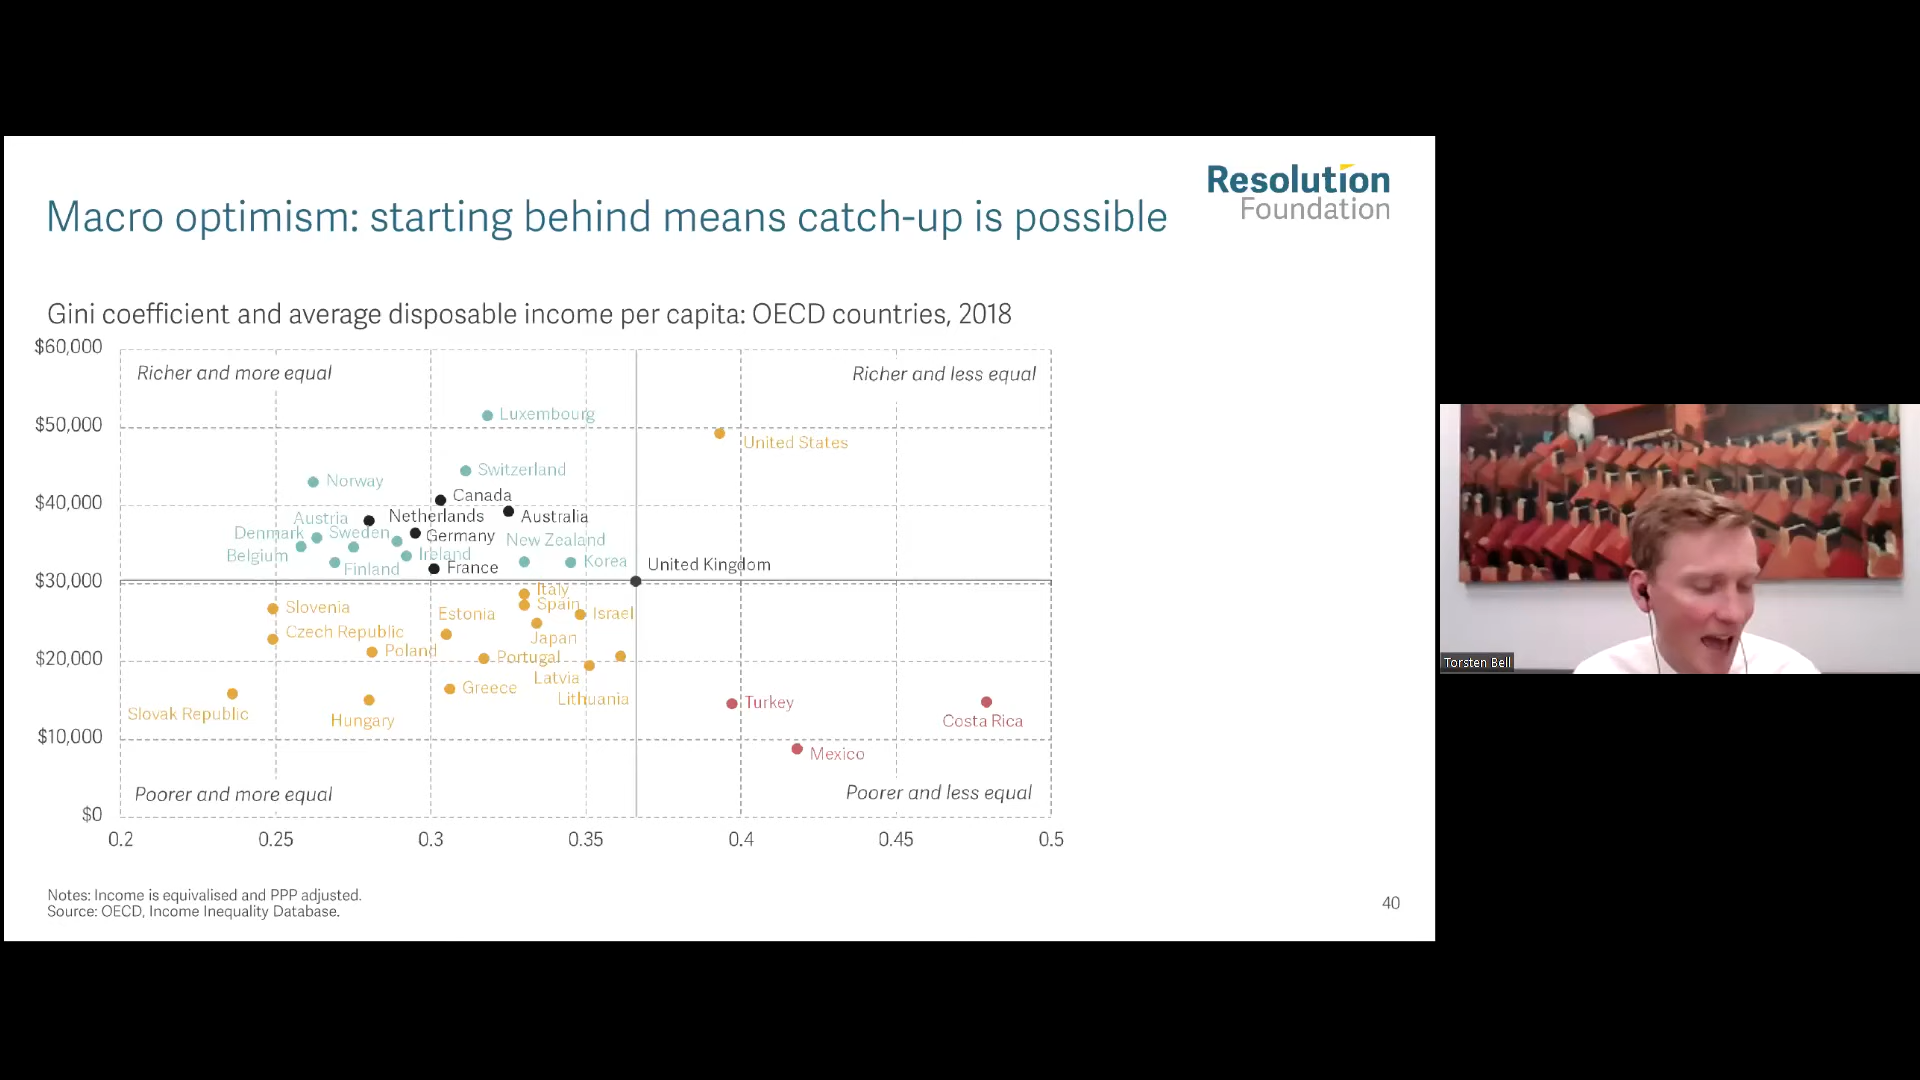 Resolution
Foundation
Macro optimism: starting behind means catch-up is possible
Gini coefficient and average disposable income per capita: OECD countries, 2018
$60,000
Richer and more equal
Richer and less equal
Luxembourg
$50,000
United States
Switzerland
Norway
Canada
$40,000
Austria
Netherlands
Australia
Denmark
Sweden
Germany
New Zealand
Belgium
Ireland
Korea
United Kingdom
Finland
France
$30,000
Italy
Slovenia
Spain
Estonia
Israel
Czech Republic
Japan
Poland
Portugal
$20,000
Latvia
Greece
Lithuania
Slovak Republic
Hungary
Turkey
Costa Rica
$10,000
Mexico
Poorer and more equal
Poorer and less equal
$0
0.2
0.25
0.3
0.35
0.4
0.45
0.5
Notes: Income is equivalised and PPP adjusted.
Source: OECD, Income Inequality Database.
40
Torsten Bell